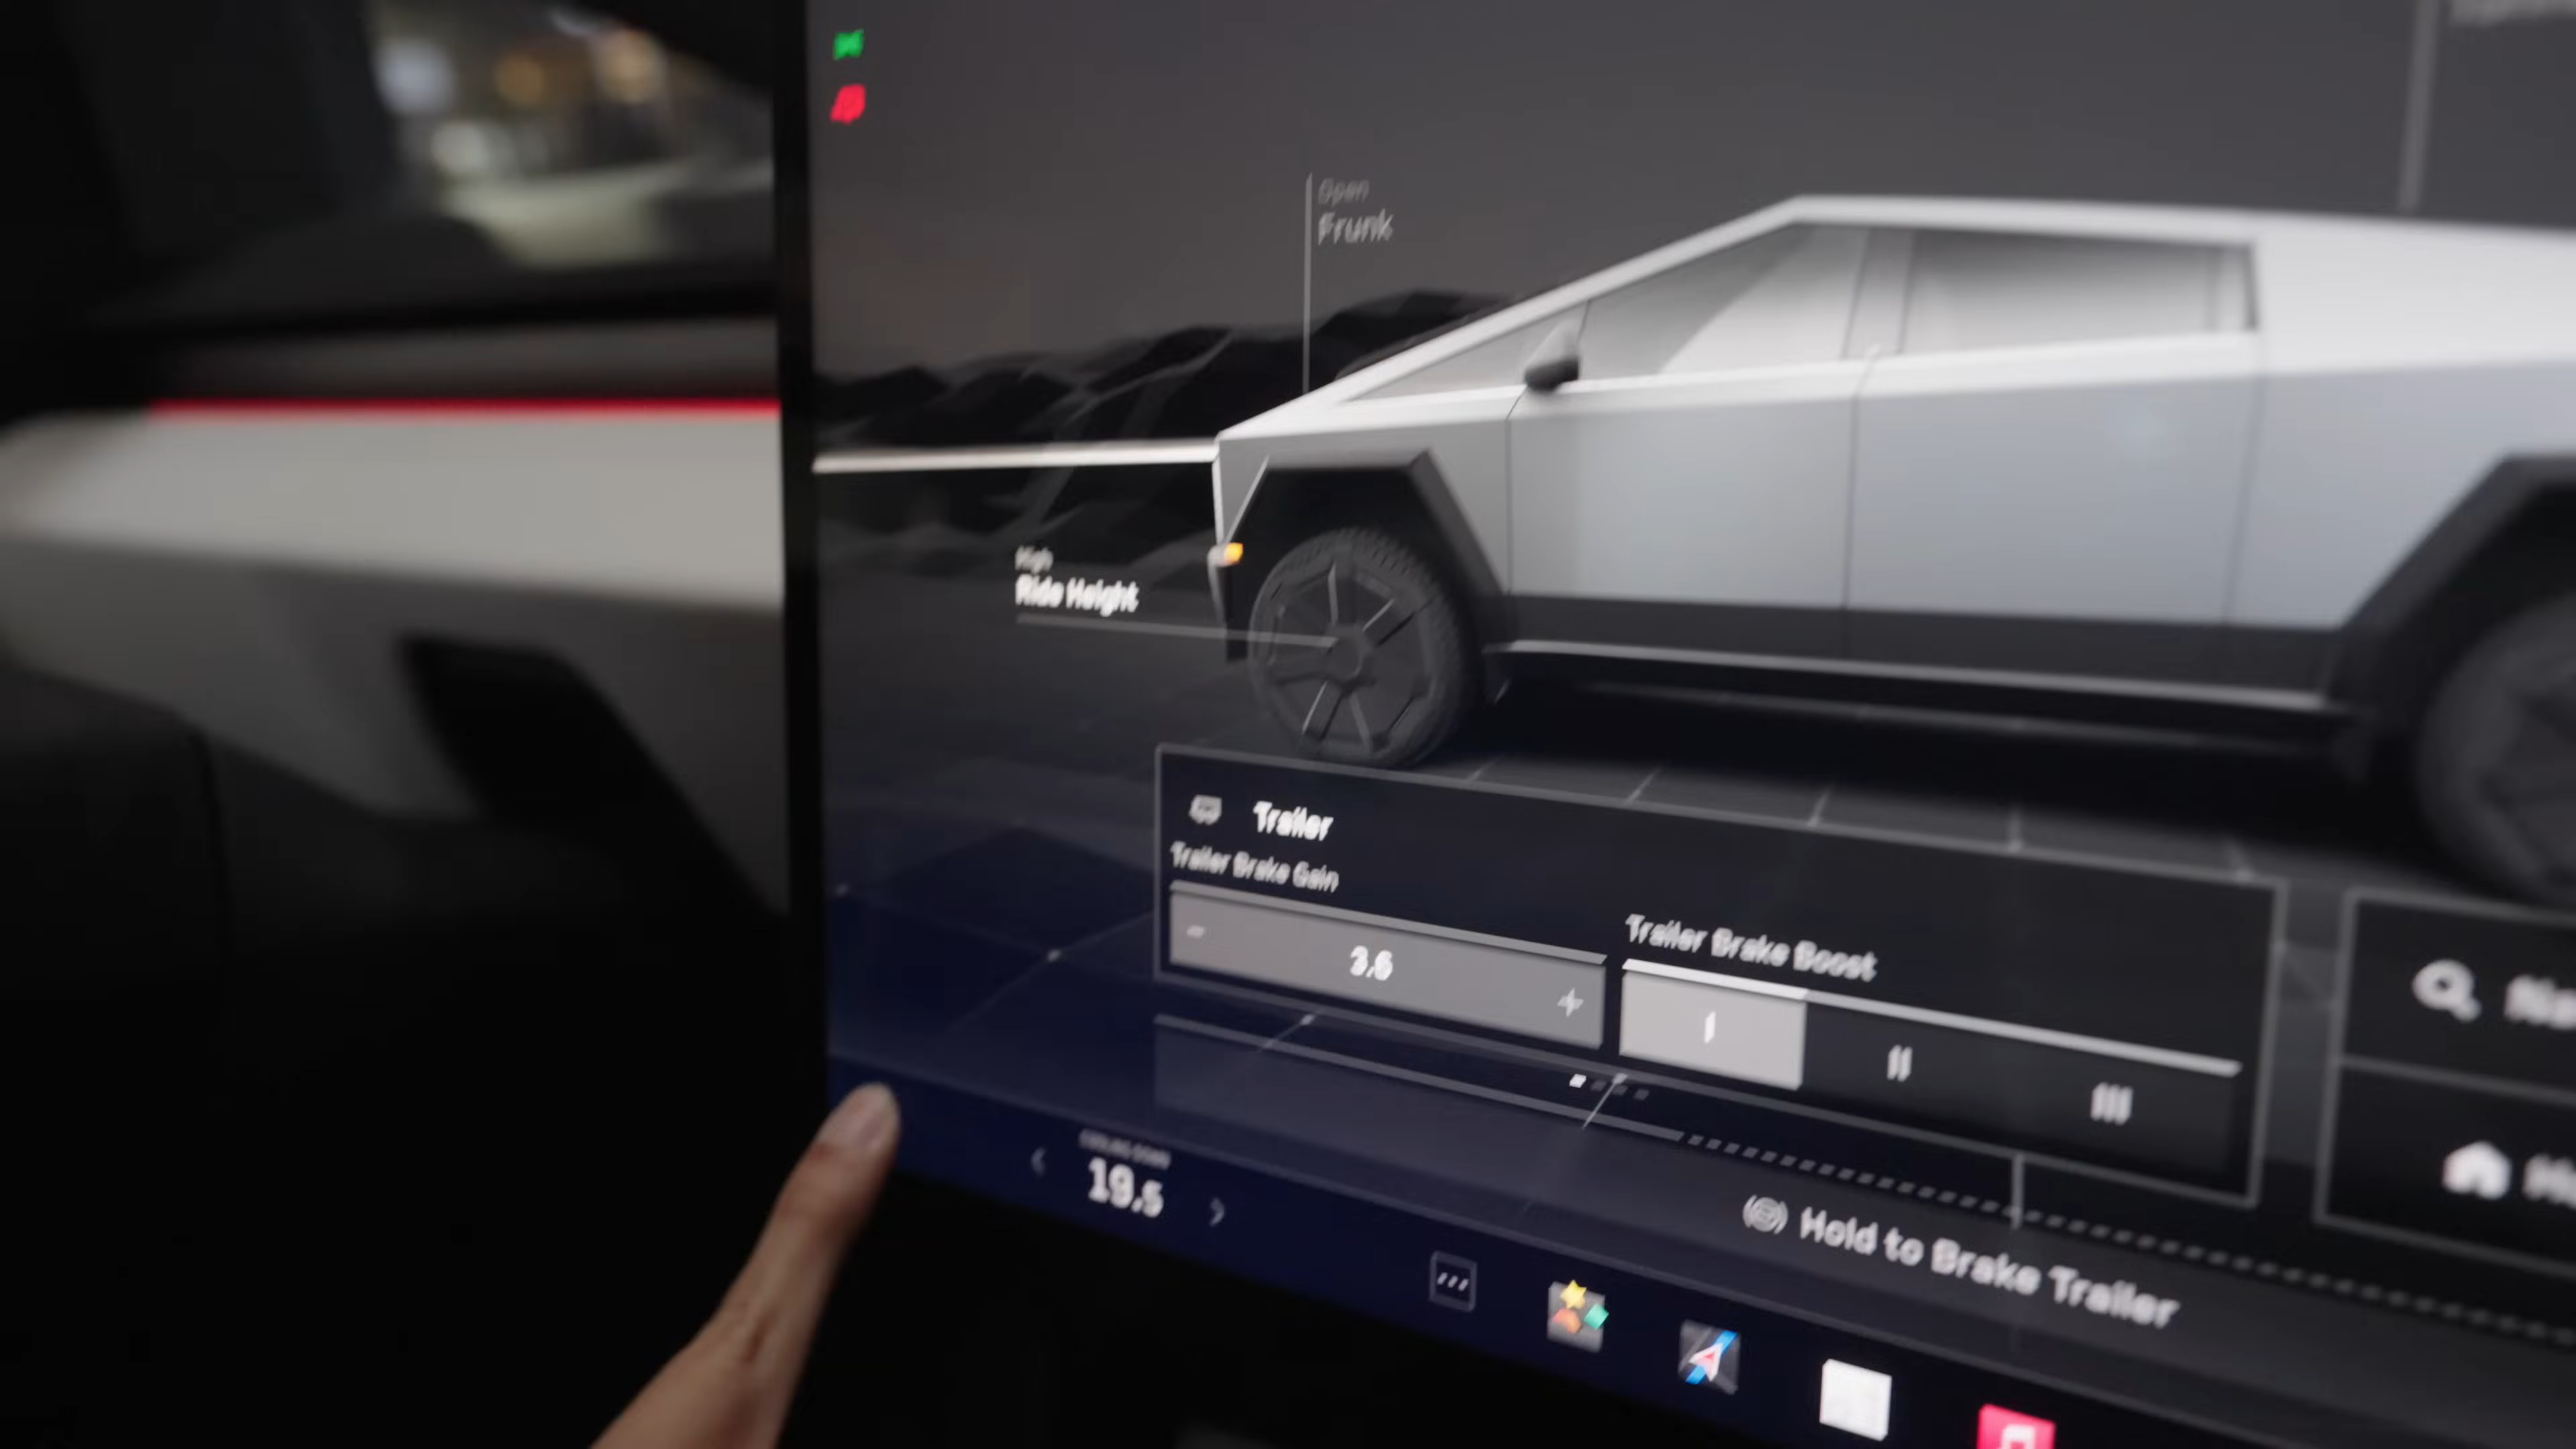 Open
Frunk
High
Ride Height
Trailer
Trailer Brake Gain
3.6
Trailer Brake Boost
I
II
III
19.5
Hold to Brake Trailer